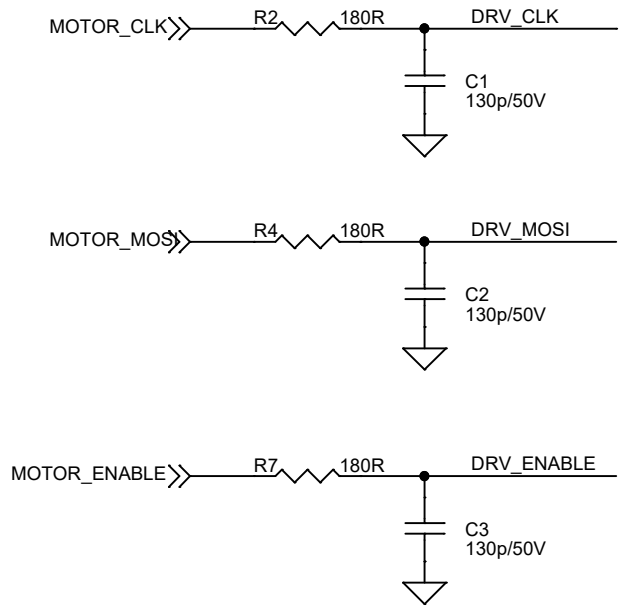 MOTOR_CLK R2 180R DRV_CLK
C1
130p/50V
MOTOR_MOSI R4 180R DRV_MOSI
C2
130p/50V
MOTOR_ENABLE R7 180R DRV_ENABLE
C3
130p/50V